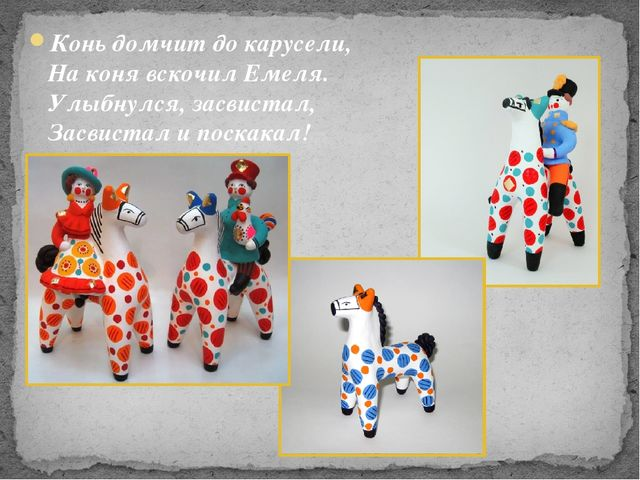 Конь домчит до карусели,
На коня вскочил Емеля.
Улыбнулся, засвистал,
Засвистал и поскакал!